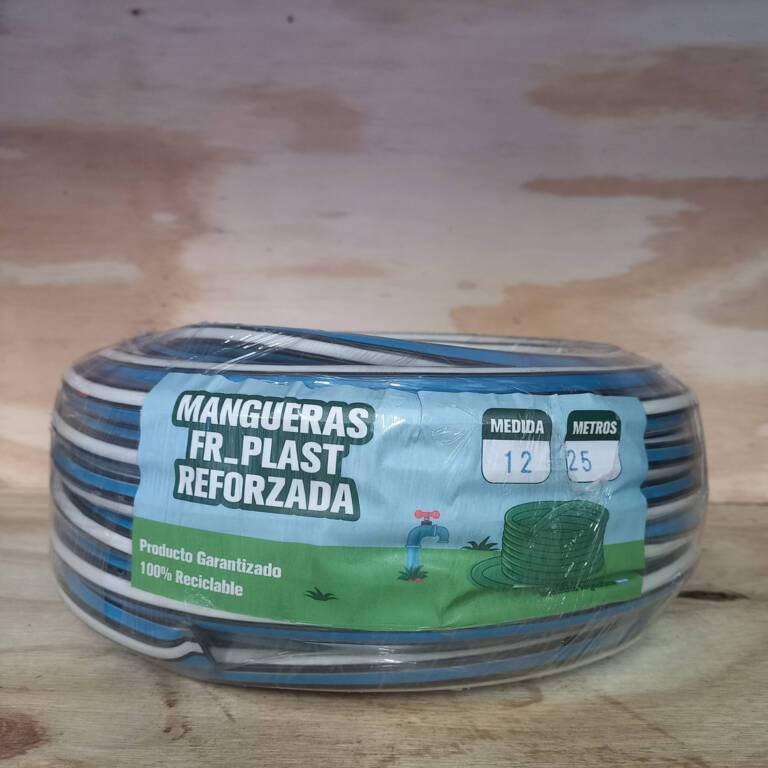 MANGUERAS
FR_PLAST
REFORZADA
MEDIDA
12
METROS
25
Producto Garantizado
100% Reciclable